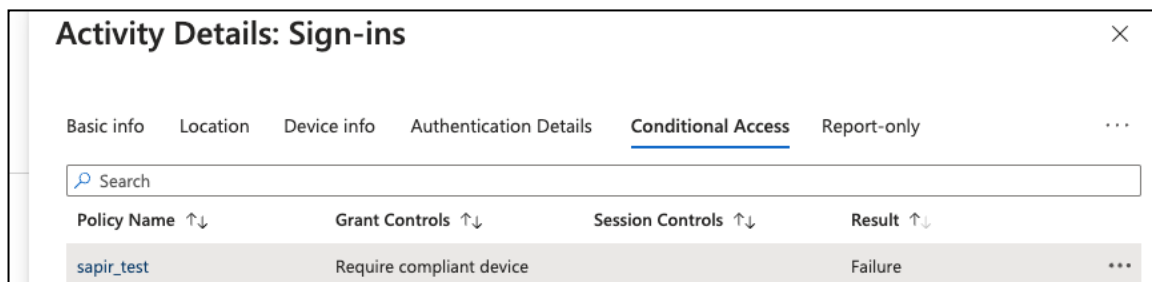 Activity Details: Sign-ins
Basic info Location Device info Authentication Details Conditional Access Report-only
Search
Policy Name Grant Controls Session Controls Result
sapir_test Require compliant device Failure